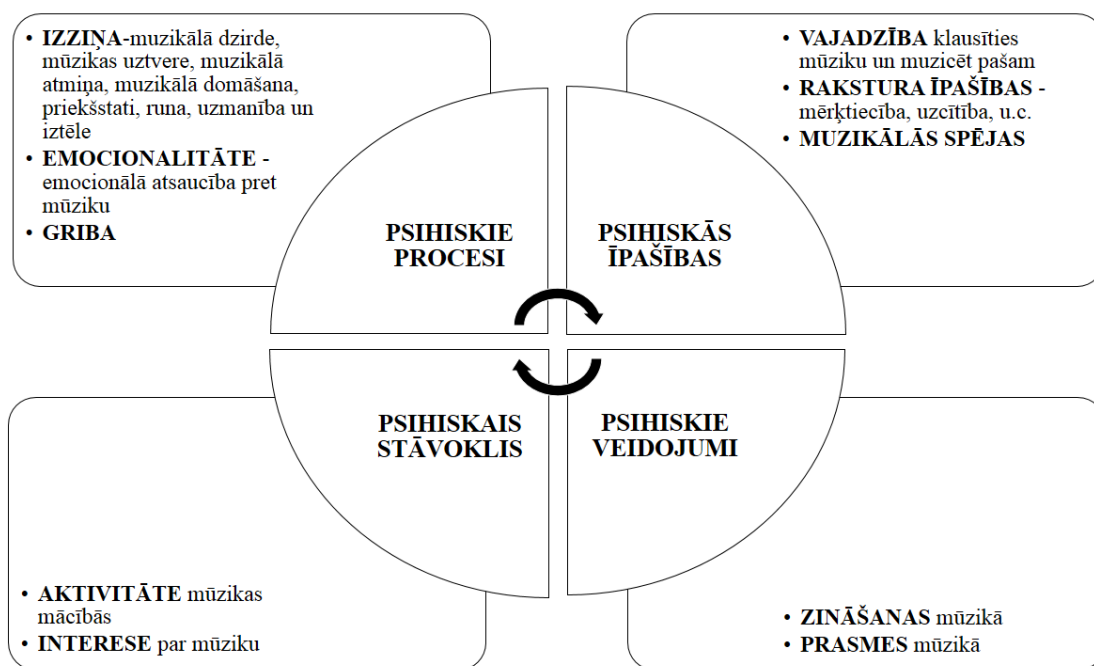 • IZZIŅA-muzikālā dzirde,
mūzikas uztvere, muzikālā
atmiņa, muzikālā domāšana,
priekšstati, runa, uzmanība un
iztēle
• EMOCIONALITĀTE -
emocionālā atsaucība pret
mūziku
• GRIBA
• VAJADZĪBA klausīties
mūziku un muzicēt pašam
• RAKSTURA ĪPAŠĪBAS -
mērķtiecība, uzcītība, u.c.
• MUZIKĀLĀS SPĒJAS
PSIHISKIE
PROCESI
PSIHISKĀS
ĪPAŠĪBAS
PSIHISKAIS
STĀVOKLIS
PSIHISKIE
VEIDOJUMI
• AKTIVITĀTE mūzikas
mācībās
• INTERESE par mūziku
• ZINĀŠANAS mūzikā
• PRASMES mūzikā